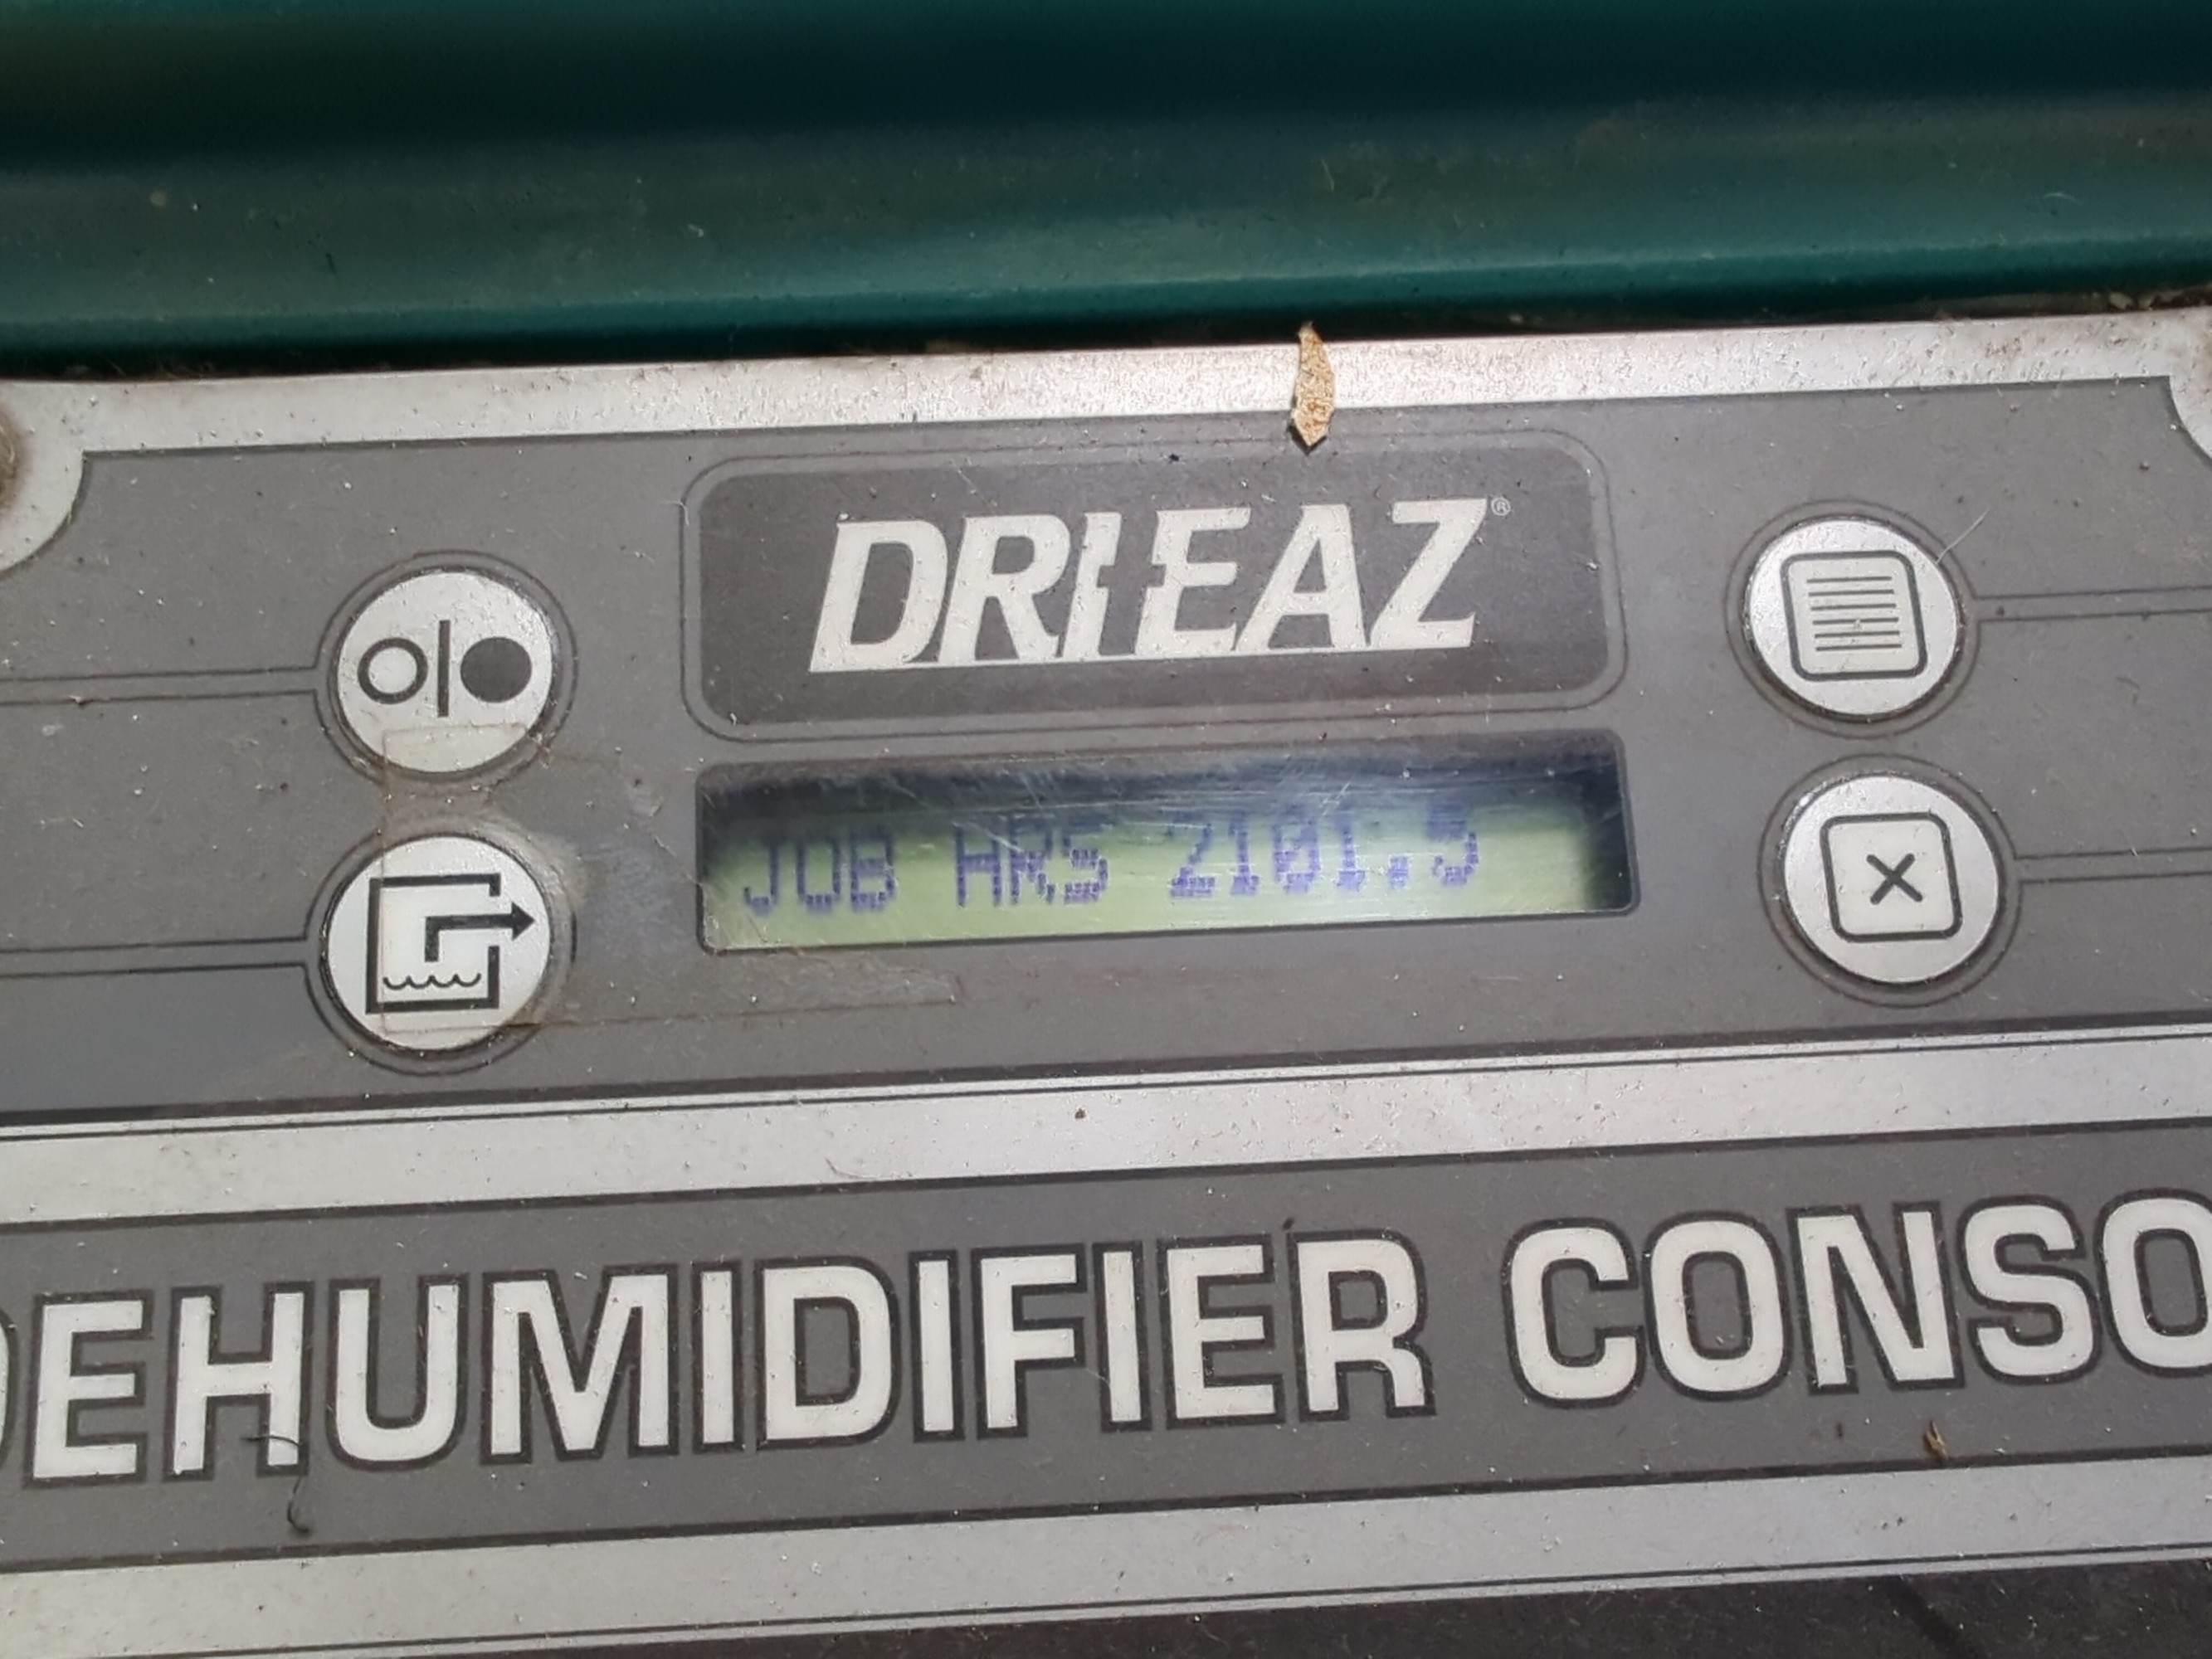 DRIEAZ®
JOB HRS 2101.5
DEHUMIDIFIER CONSO